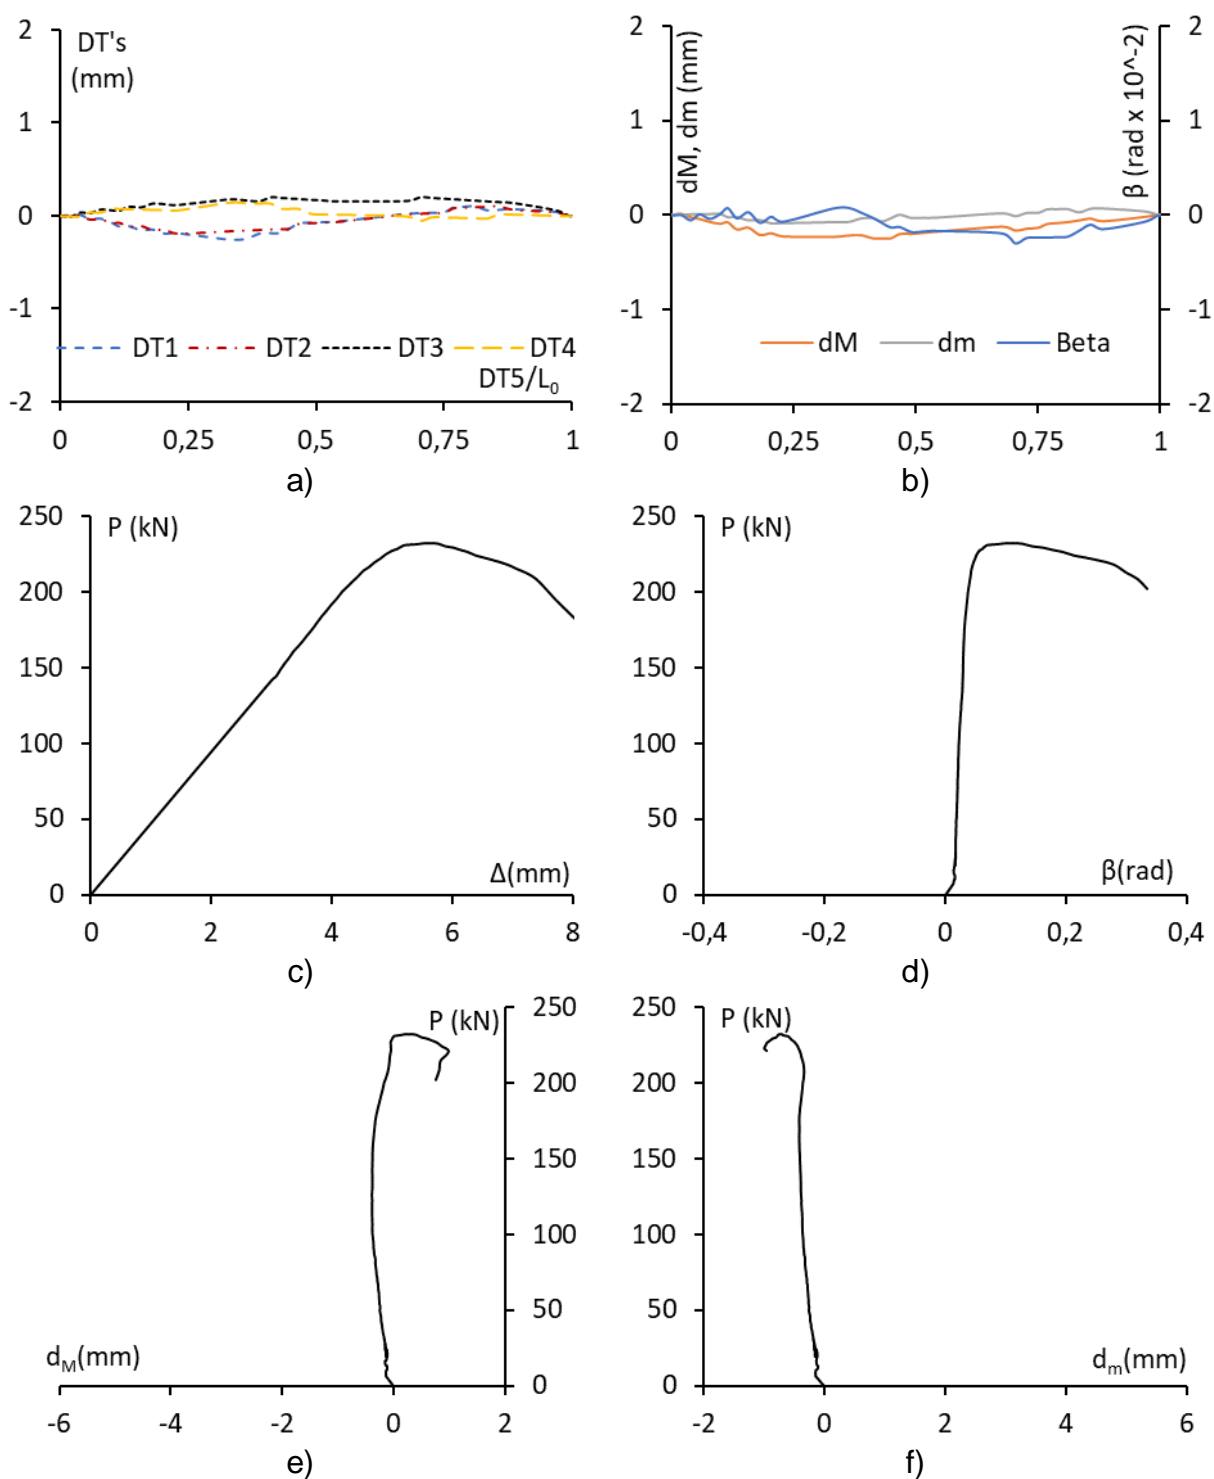 2
DT's
(mm)
1
0
-1
DT1 DT2 DT3 DT4
DT5/L₀
-2
0 0,25 0,5 0,75 1
a)
2 2
dM, dm (mm)
β (rad x 10^-2)
1 1
0 0
-1 -1
dM dm Beta
-2 -2
0 0,25 0,5 0,75 1
b)
250
P (kN)
200
150
100
50
Δ(mm)
0
0 2 4 6 8
c)
250
P (kN)
200
150
100
50
β(rad)
0
-0,4 -0,2 0 0,2 0,4
d)
250
P (kN)
200
150
100
50
dM(mm)
0
-6 -4 -2 0 2
e)
250
P (kN)
200
150
100
50
dm(mm)
0
-2 0 2 4 6
f)